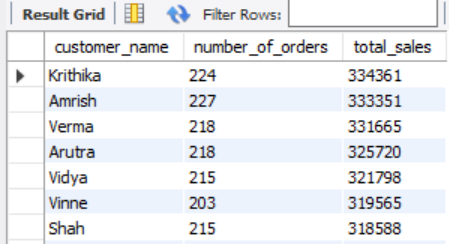 Result Grid Filter Rows:
customer_name number_of_orders total_sales
Krithika 224 334361
Amrish 227 333351
Verma 218 331665
Arutra 218 325720
Vidya 215 321798
Vinne 203 319565
Shah 215 318588